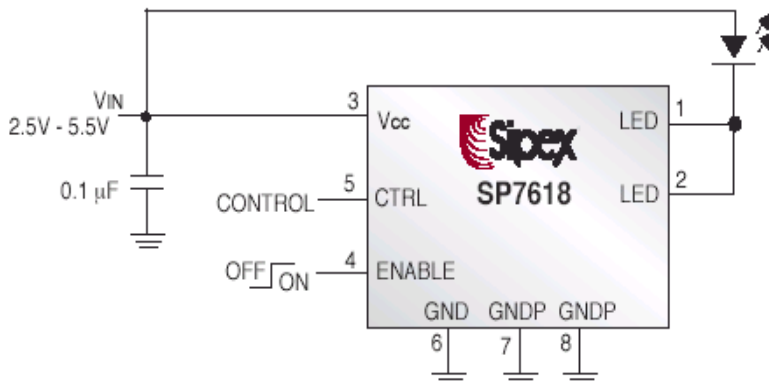 VIN
2.5V - 5.5V
0.1 µF
3
Vcc
Sipex
SP7618
LED
1
LED
2
CONTROL
5
CTRL
OFF
ON
4
ENABLE
GND
GNDP
GNDP
6
7
8